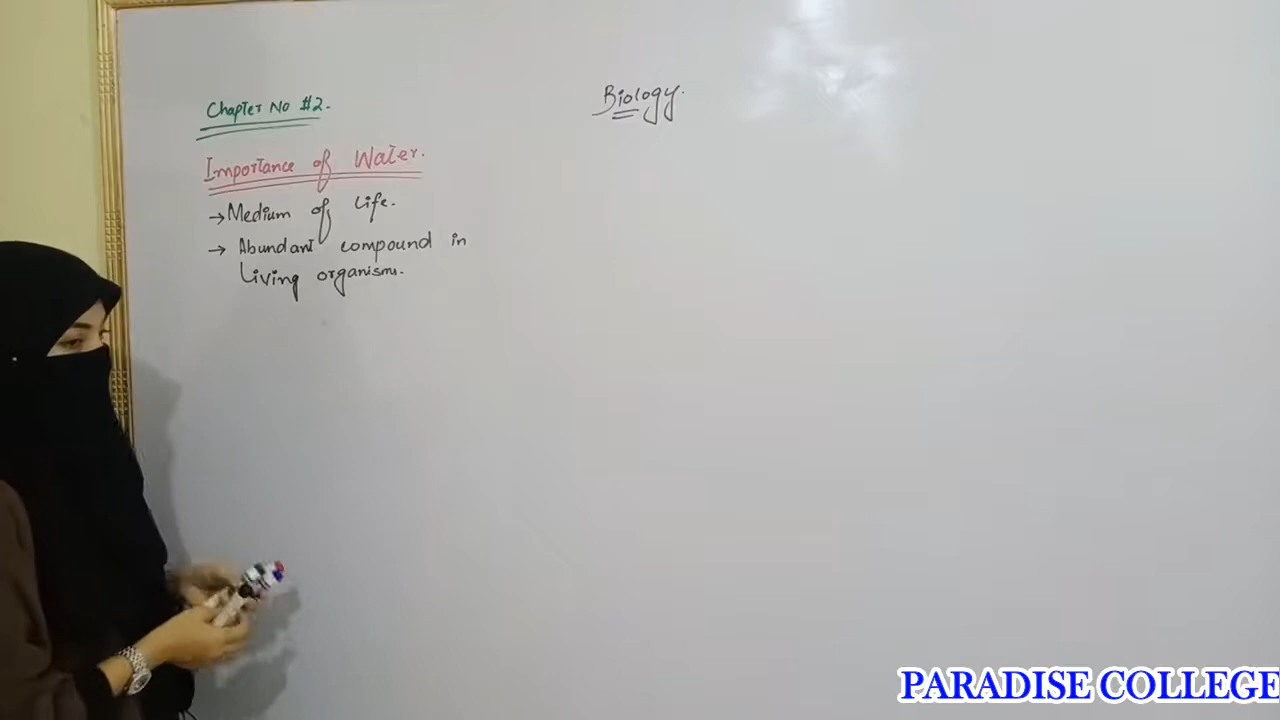 Biology.
Chapter No #2.
Importance of Water.
→Medium of life.
→ Abundant compound in
Living organisms.
PARADISE COLLEGE